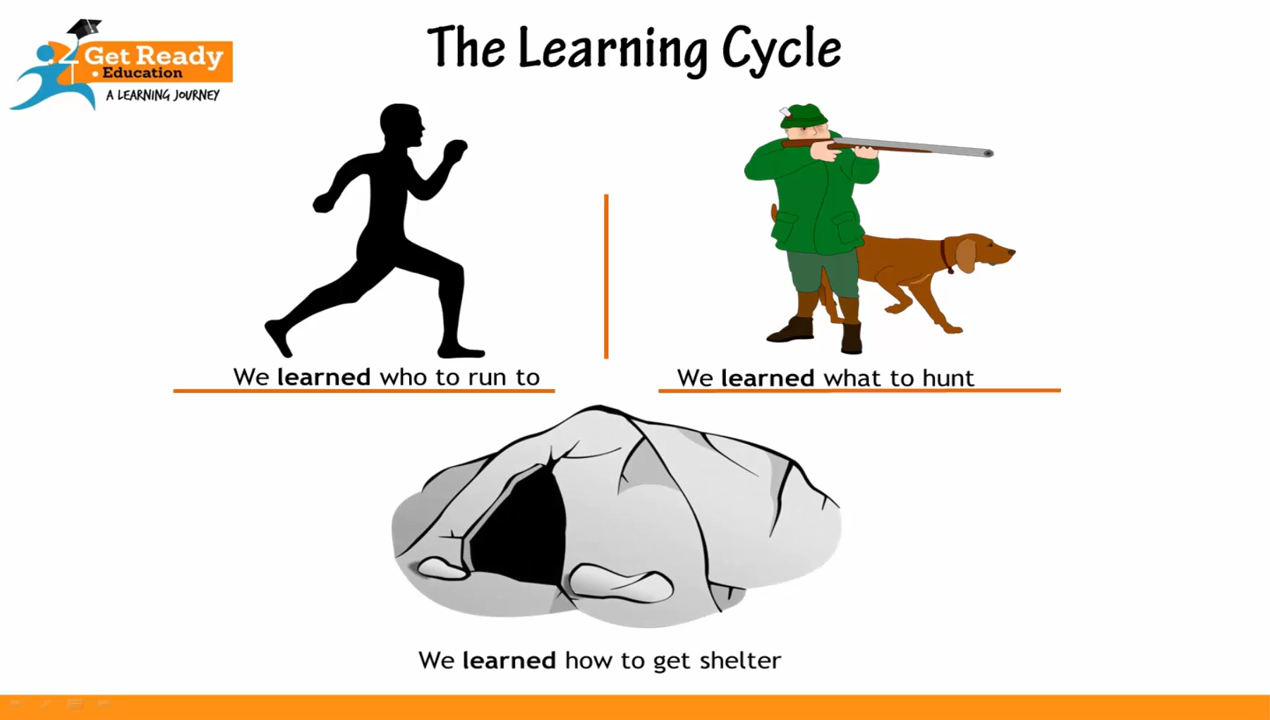 The Learning Cycle
2 Get Ready
Education
A LEARNING JOURNEY
We learned who to run to
We learned what to hunt
We learned how to get shelter